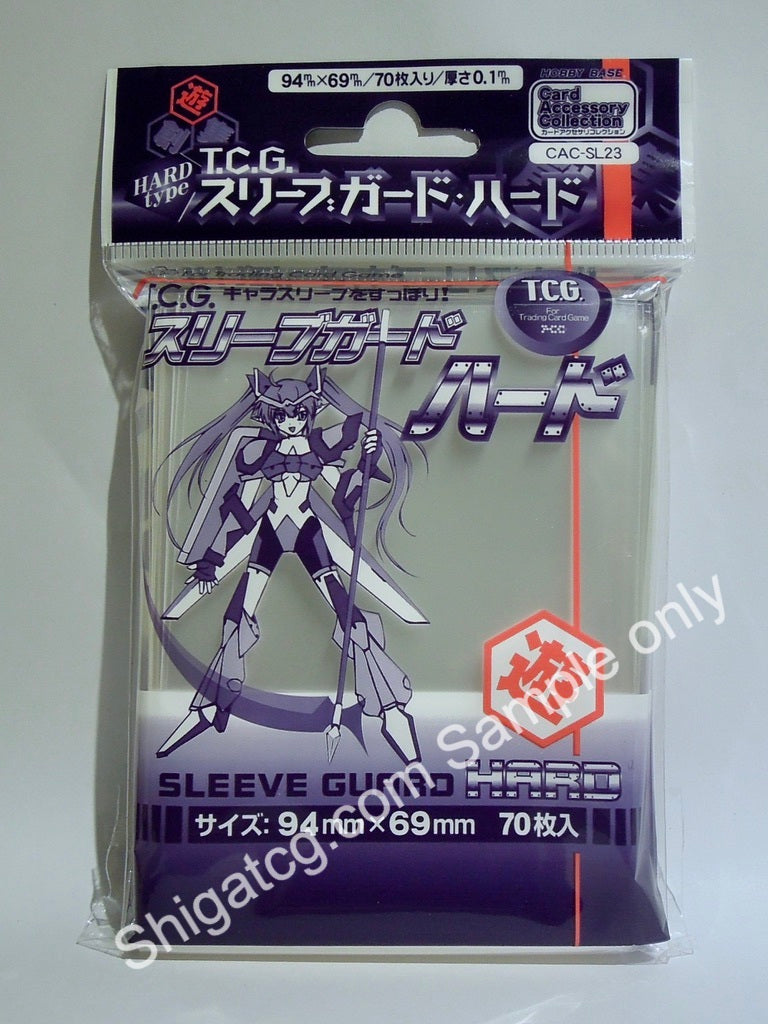 94㎜×69㎜/70枚入り/厚さ0.1㎜
HOBBY BASE
Card
Accessory
Collection
カードアクセサリコレクション
CAC-SL23
遊
HARD
type
T.C.G.
スリーブ・ガード・ハード
T.C.G. キャラスリーブをすっぽり!
スリーブガード
ハード
T.C.G.
For
Trading Card Game
遊
SLEEVE GUARD HARD
サイズ: 94mm×69mm 70枚入
Shigatcg.com Sample only